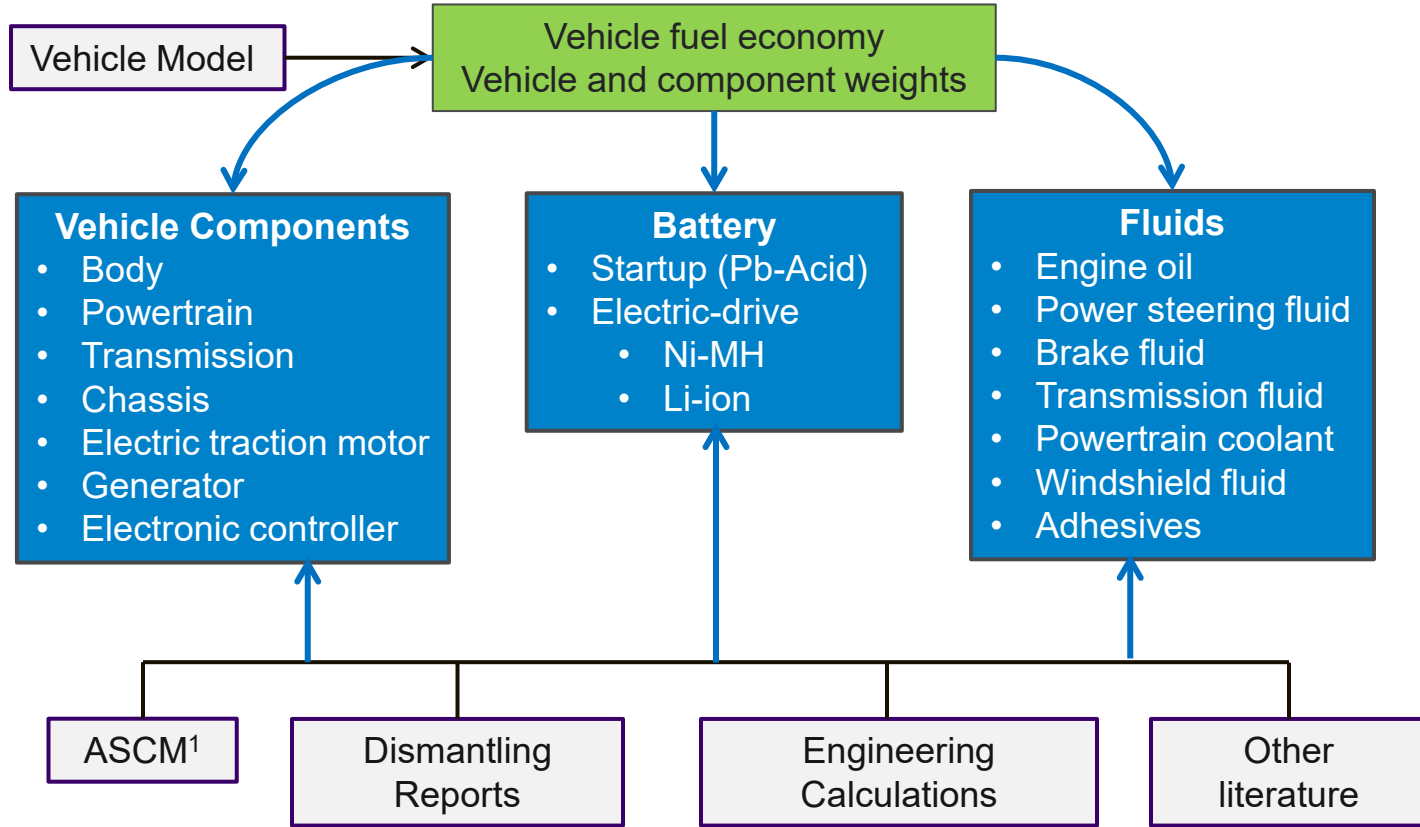 Vehicle Model
Vehicle fuel economy
Vehicle and component weights
Vehicle Components
• Body
• Powertrain
• Transmission
• Chassis
• Electric traction motor
• Generator
• Electronic controller
Battery
• Startup (Pb-Acid)
• Electric-drive
• Ni-MH
• Li-ion
Fluids
• Engine oil
• Power steering fluid
• Brake fluid
• Transmission fluid
• Powertrain coolant
• Windshield fluid
• Adhesives
ASCM¹
Dismantling
Reports
Engineering
Calculations
Other
literature